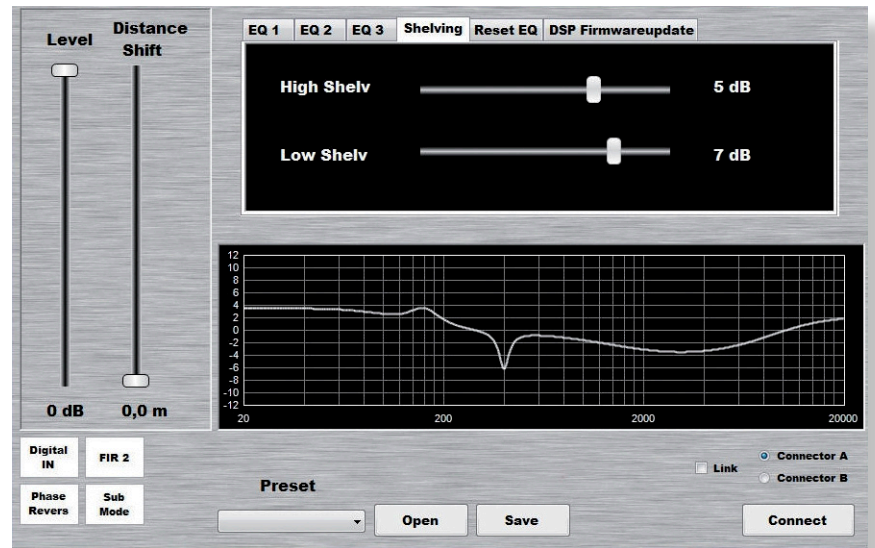 Level
Distance
Shift
0 dB
0,0 m
EQ 1 EQ 2 EQ 3 Shelving Reset EQ DSP Firmwareupdate
High Shelv 5 dB
Low Shelv 7 dB
12
10
8
6
4
2
0
-2
-4
-6
-8
-10
-12
20 200 2000 20000
Digital
IN
FIR 2
Phase
Revers
Sub
Mode
Preset
Open
Save
Link
Connector A
Connector B
Connect